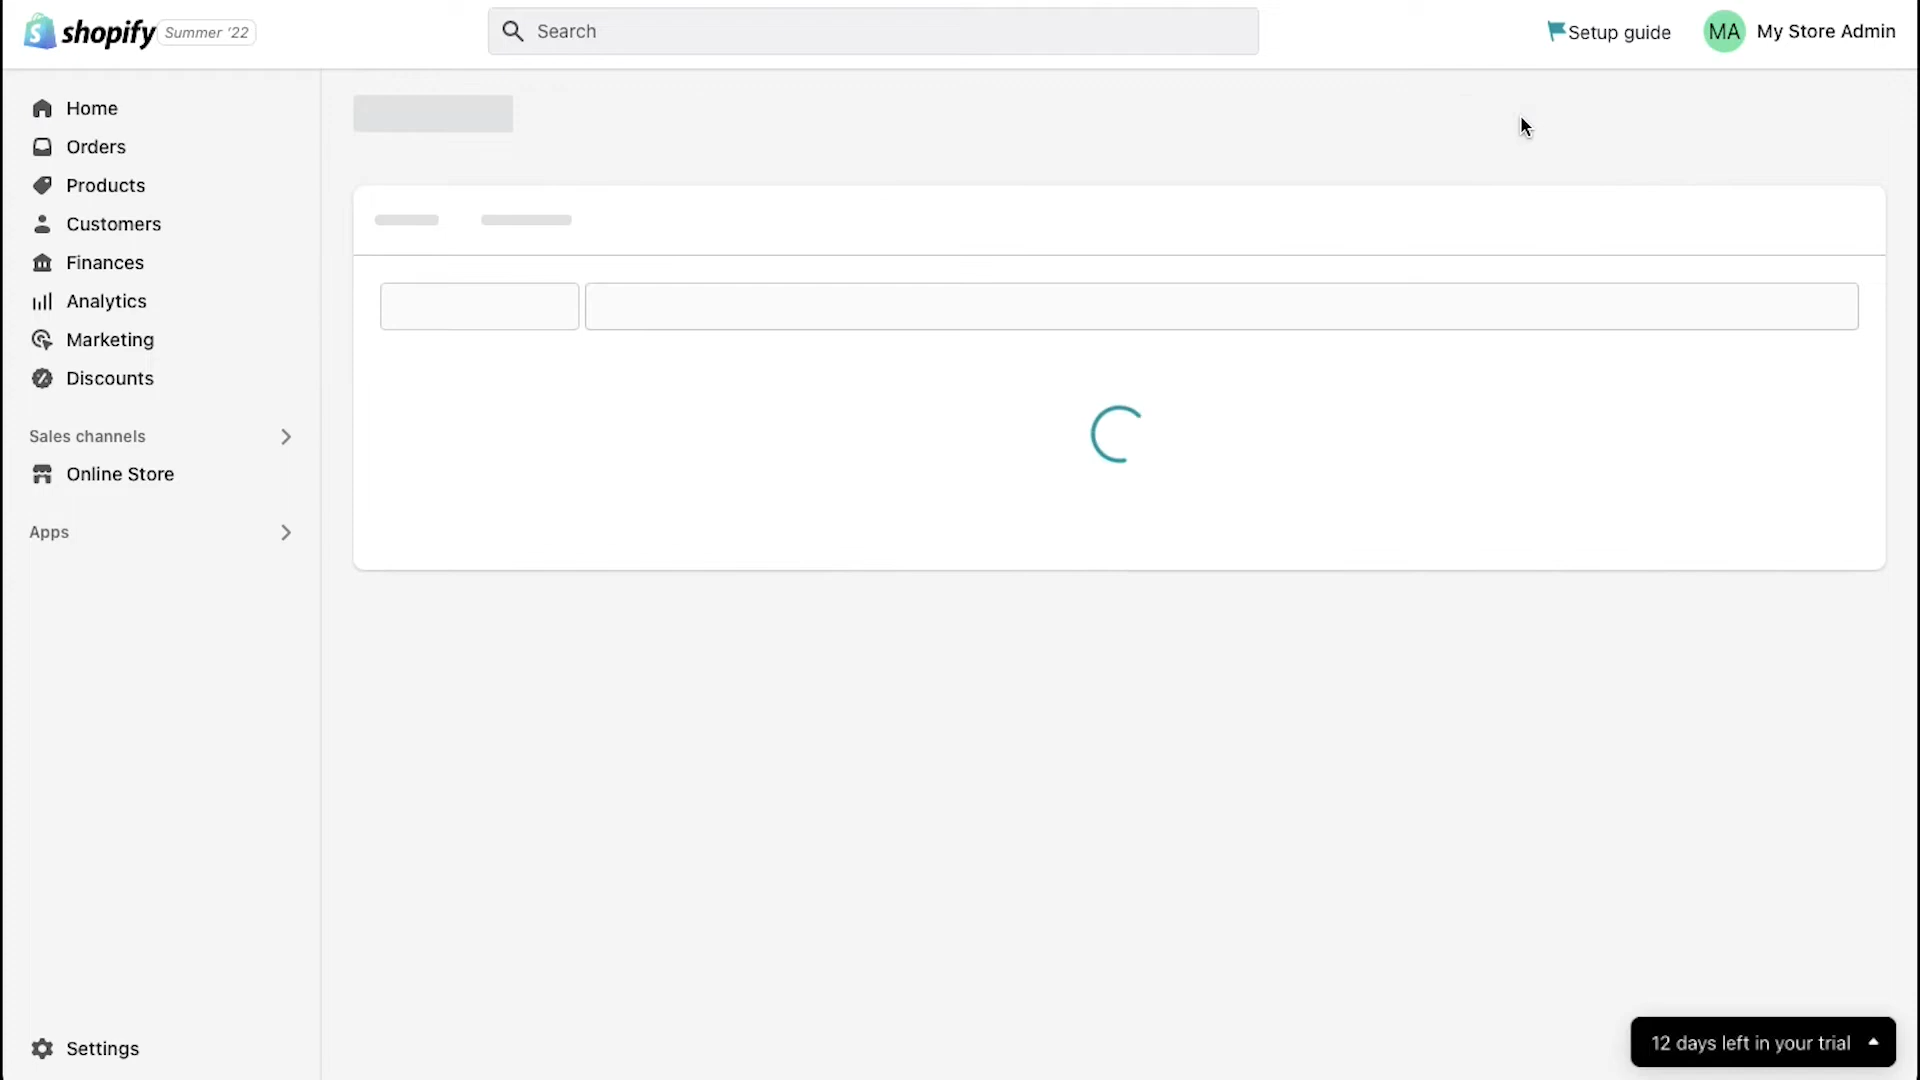 shopify Summer '22
Search
Setup guide
MA My Store Admin
Home
Orders
Products
Customers
Finances
Analytics
Marketing
Discounts
Sales channels
Online Store
Apps
Settings
12 days left in your trial